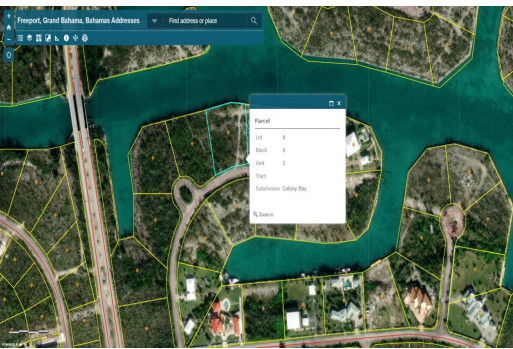 Freeport, Grand Bahama, Bahamas Addresses
Find address or place
Parcel
Lot 6
Block 5
Unit 2
Tract
Subdivision Colony Bay
Zoom to